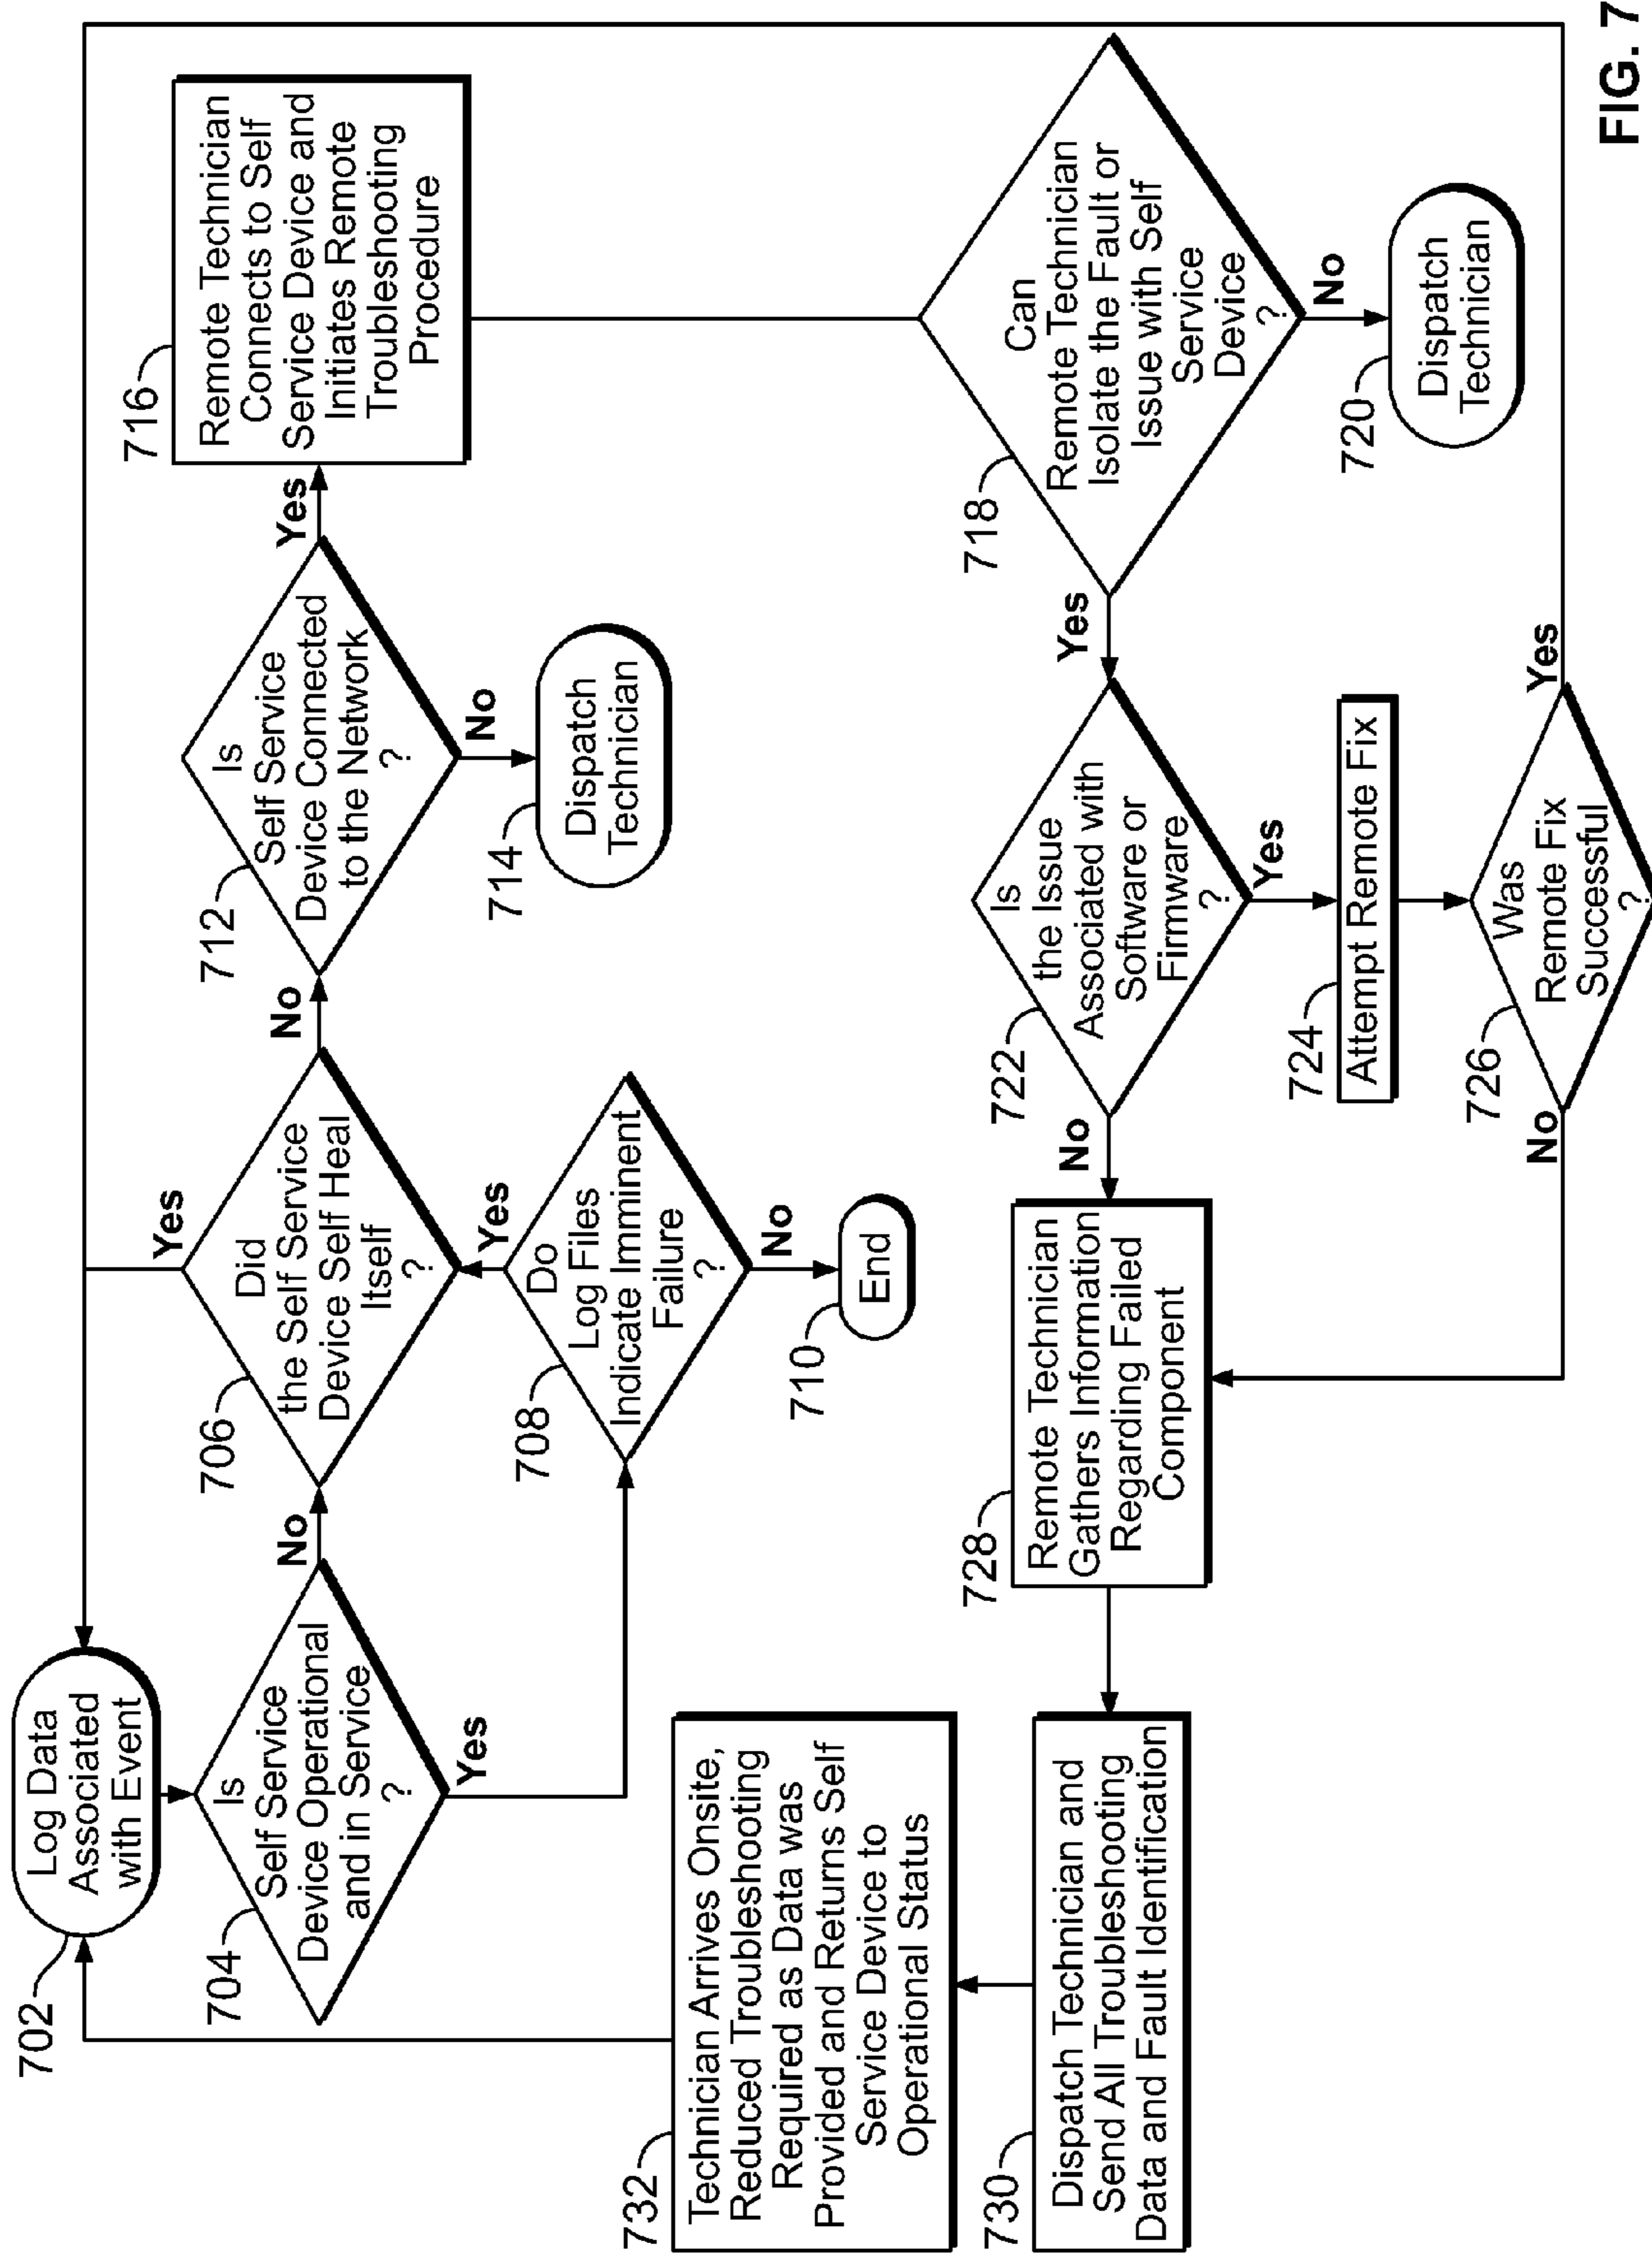 702
Log Data
Associated
with Event
704
Is
Self Service
Device Operational
and in Service
?
No
Yes
706
Did
the Self Service
Device Self Heal
Itself
?
Yes
No
708
Do
Log Files
Indicate Imminent
Failure
?
Yes
No
710
End
712
Is
Self Service
Device Connected
to the Network
?
Yes
No
714
Dispatch
Technician
716
Remote Technician
Connects to Self
Service Device and
Initiates Remote
Troubleshooting
Procedure
718
Can
Remote Technician
Isolate the Fault or
Issue with Self
Service
Device
?
Yes
No
720
Dispatch
Technician
722
Is
the Issue
Associated with
Software or
Firmware
?
No
Yes
724
Attempt Remote Fix
726
Was
Remote Fix
Successful
?
No
Yes
728
Remote Technician
Gathers Information
Regarding Failed
Component
730
Dispatch Technician and
Send All Troubleshooting
Data and Fault Identification
732
Technician Arrives Onsite,
Reduced Troubleshooting
Required as Data was
Provided and Returns Self
Service Device to
Operational Status
FIG. 7